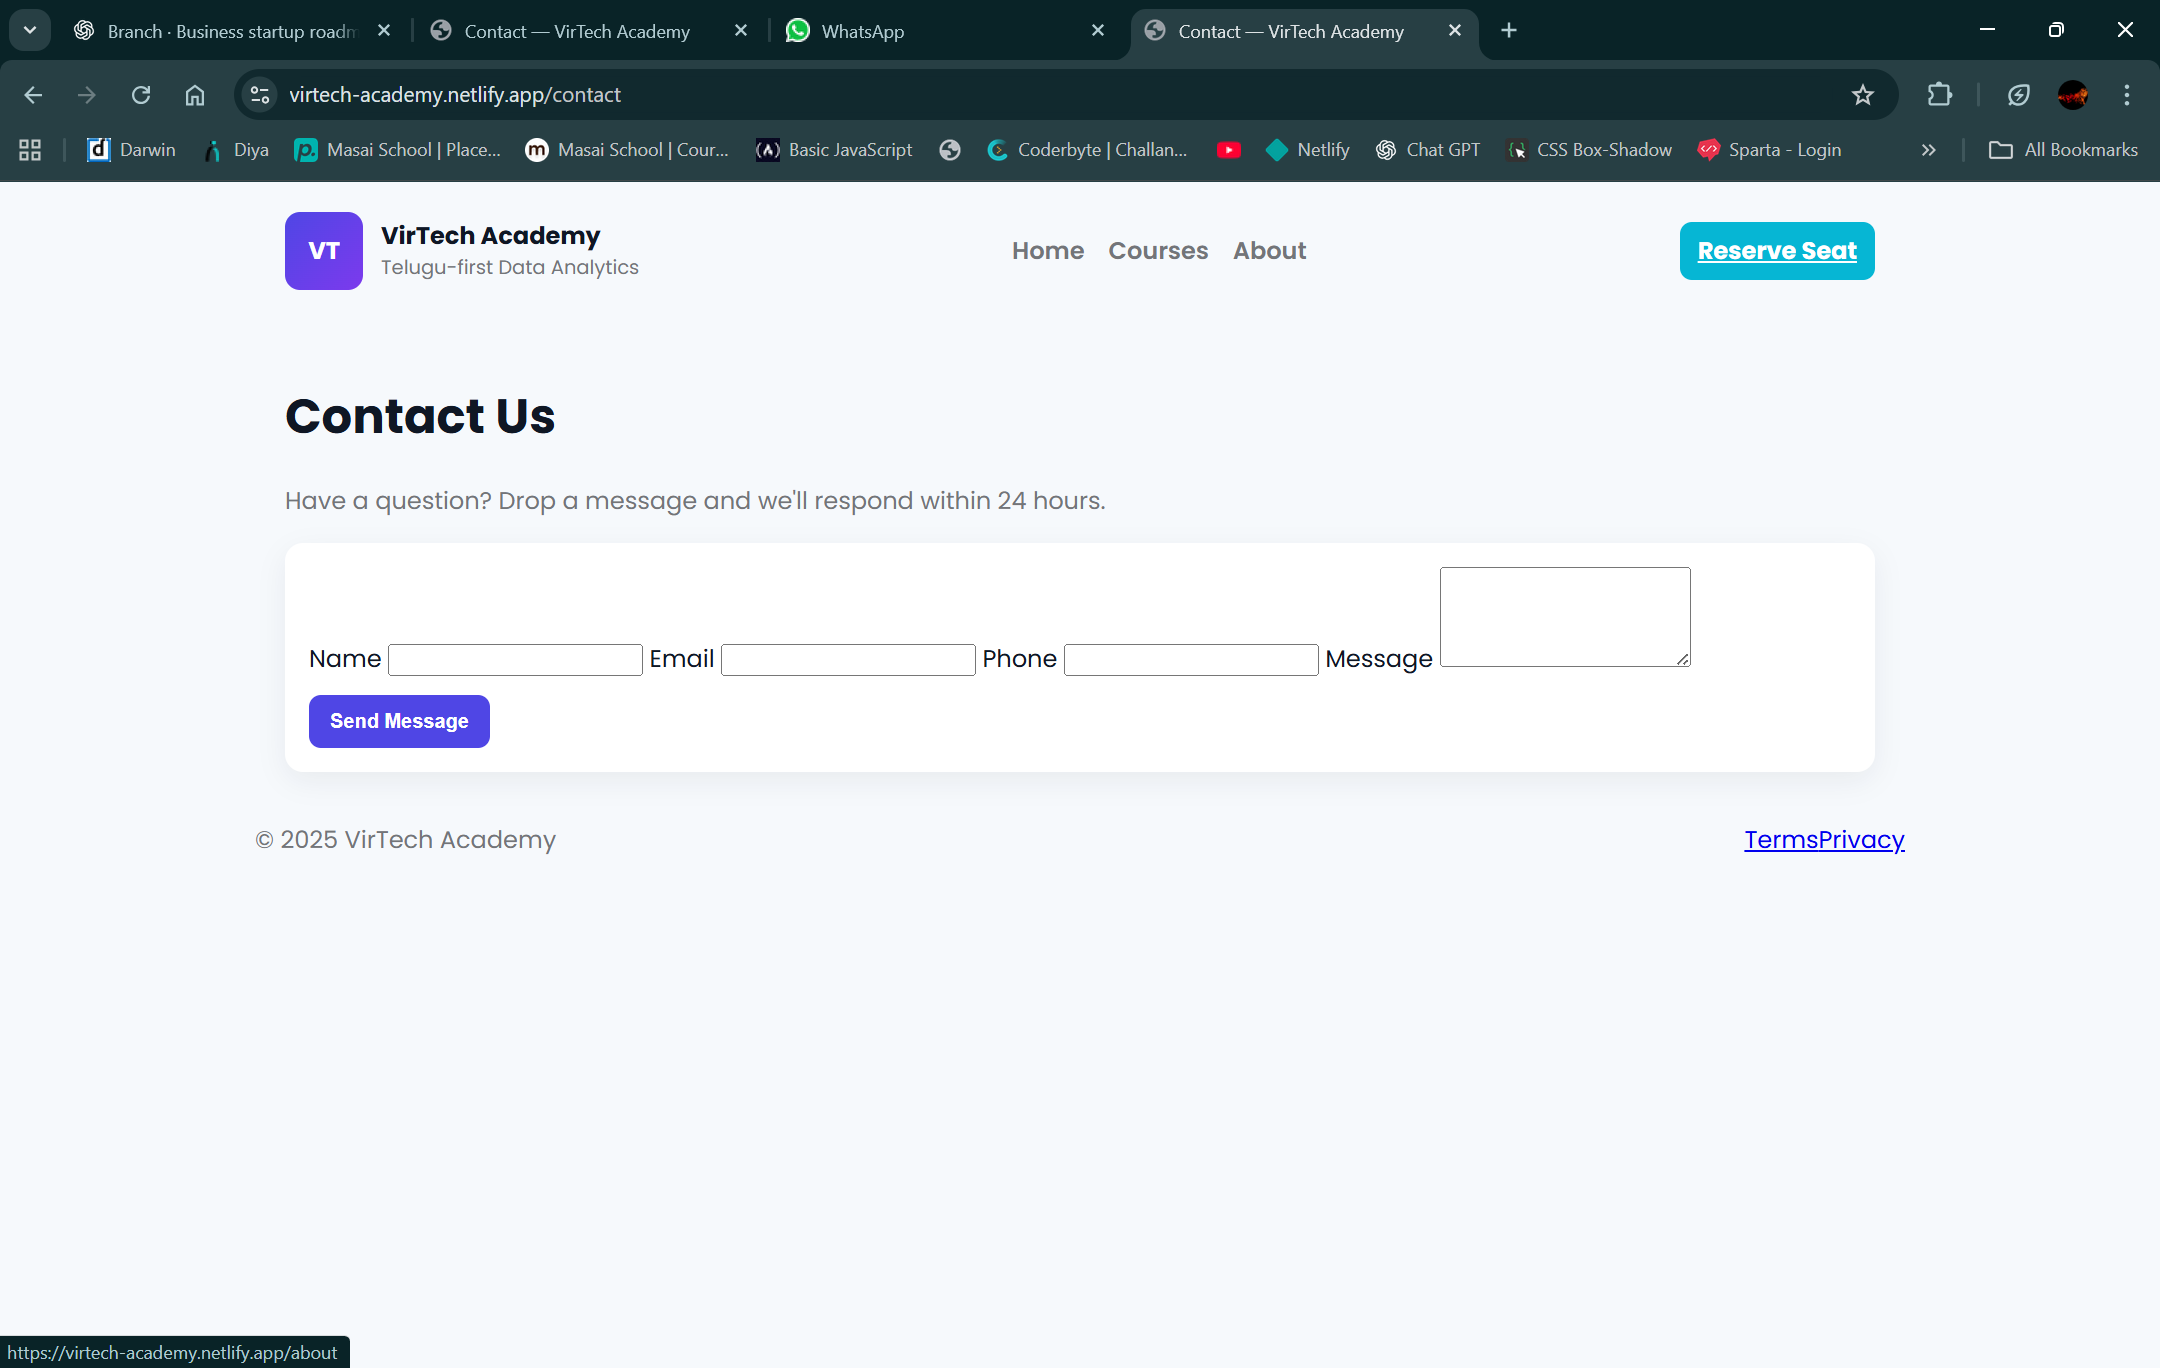 Branch · Business startup roadm
Contact — VirTech Academy
WhatsApp
Contact — VirTech Academy
virtech-academy.netlify.app/contact
Darwin
Diya
Masai School | Place...
Masai School | Cour...
Basic JavaScript
Coderbyte | Challan...
Netlify
Chat GPT
CSS Box-Shadow
Sparta - Login
All Bookmarks
VT
VirTech Academy
Telugu-first Data Analytics
Home Courses About
Reserve Seat
Contact Us
Have a question? Drop a message and we'll respond within 24 hours.
Name Email Phone Message
Send Message
© 2025 VirTech Academy
TermsPrivacy
https://virtech-academy.netlify.app/about